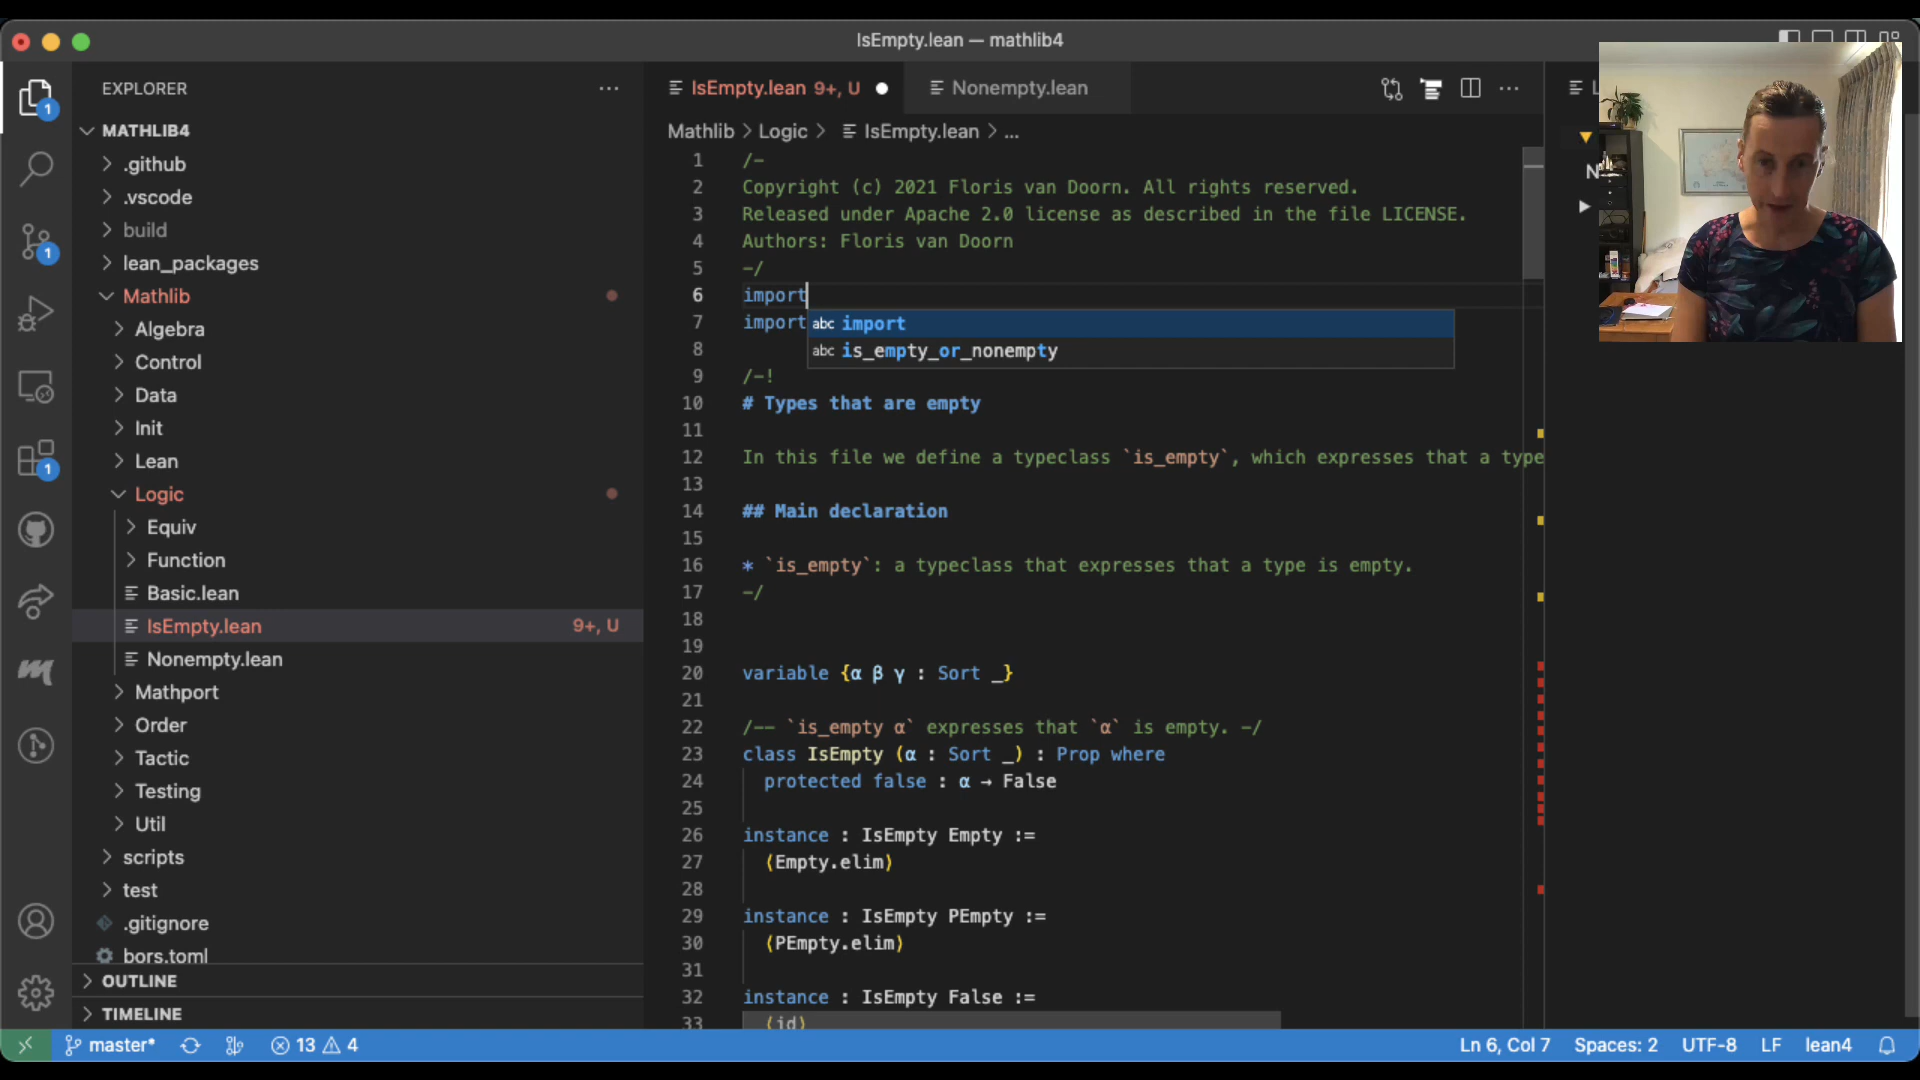 IsEmpty.lean — mathlib4
EXPLORER
MATHLIB4
.github
.vscode
build
lean_packages
Mathlib
Algebra
Control
Data
Init
Lean
Logic
Equiv
Function
Basic.lean
IsEmpty.lean 9+, U
Nonempty.lean
Mathport
Order
Tactic
Testing
Util
scripts
test
.gitignore
bors.toml
OUTLINE
TIMELINE
1
1
1
IsEmpty.lean 9+, U
Nonempty.lean
Mathlib > Logic > IsEmpty.lean > ...
1 /-
2 Copyright (c) 2021 Floris van Doorn. All rights reserved.
3 Released under Apache 2.0 license as described in the file LICENSE.
4 Authors: Floris van Doorn
5 -/
6 import
7 import
abc import
abc is_empty_or_nonempty
8
9 /-!
10 # Types that are empty
11
12 In this file we define a typeclass `is_empty`, which expresses that a type
13
14 ## Main declaration
15
16 * `is_empty`: a typeclass that expresses that a type is empty.
17 -/
18
19
20 variable {α β γ : Sort _}
21
22 /-- `is_empty α` expresses that `α` is empty. -/
23 class IsEmpty (α : Sort _) : Prop where
24 protected false : α → False
25
26 instance : IsEmpty Empty :=
27 ⟨Empty.elim⟩
28
29 instance : IsEmpty PEmpty :=
30 ⟨PEmpty.elim⟩
31
32 instance : IsEmpty False :=
33 ⟨id⟩
master* 13 4
Ln 6, Col 7 Spaces: 2 UTF-8 LF lean4